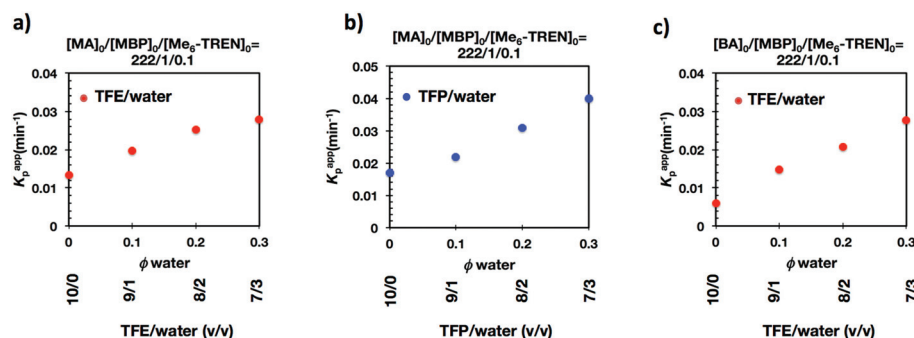 a)
[MA]₀/[MBP]₀/[Me₆-TREN]₀=
222/1/0.1
0.04
0.03
0.02
0.01
0
TFE/water
Kₚᵃᵖᵖ(min⁻¹)
0 0.1 0.2 0.3
ϕ water
10/0 9/1 8/2 7/3
TFE/water (v/v)
b)
[MA]₀/[MBP]₀/[Me₆-TREN]₀=
222/1/0.1
0.05
0.04
0.03
0.02
0.01
0
TFP/water
Kₚᵃᵖᵖ(min⁻¹)
0 0.1 0.2 0.3
ϕ water
10/0 9/1 8/2 7/3
TFP/water (v/v)
c)
[BA]₀/[MBP]₀/[Me₆-TREN]₀=
222/1/0.1
0.04
0.03
0.02
0.01
0
TFE/water
Kₚᵃᵖᵖ(min⁻¹)
0 0.1 0.2 0.3
ϕ water
10/0 9/1 8/2 7/3
TFE/water (v/v)